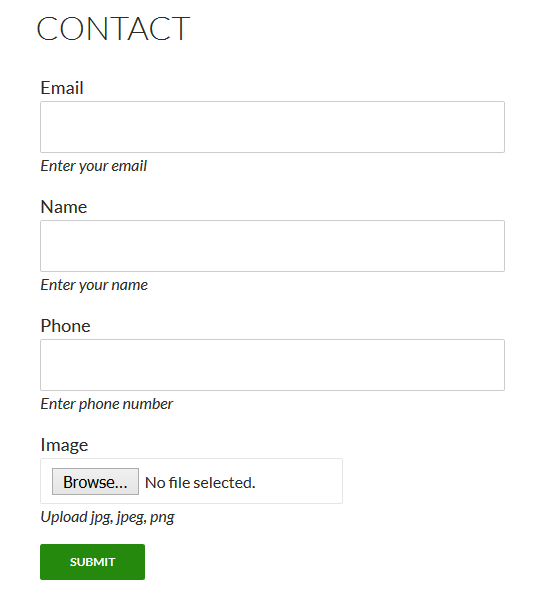 CONTACT
Email
Enter your email
Name
Enter your name
Phone
Enter phone number
Image
Browse... No file selected.
Upload jpg, jpeg, png
SUBMIT